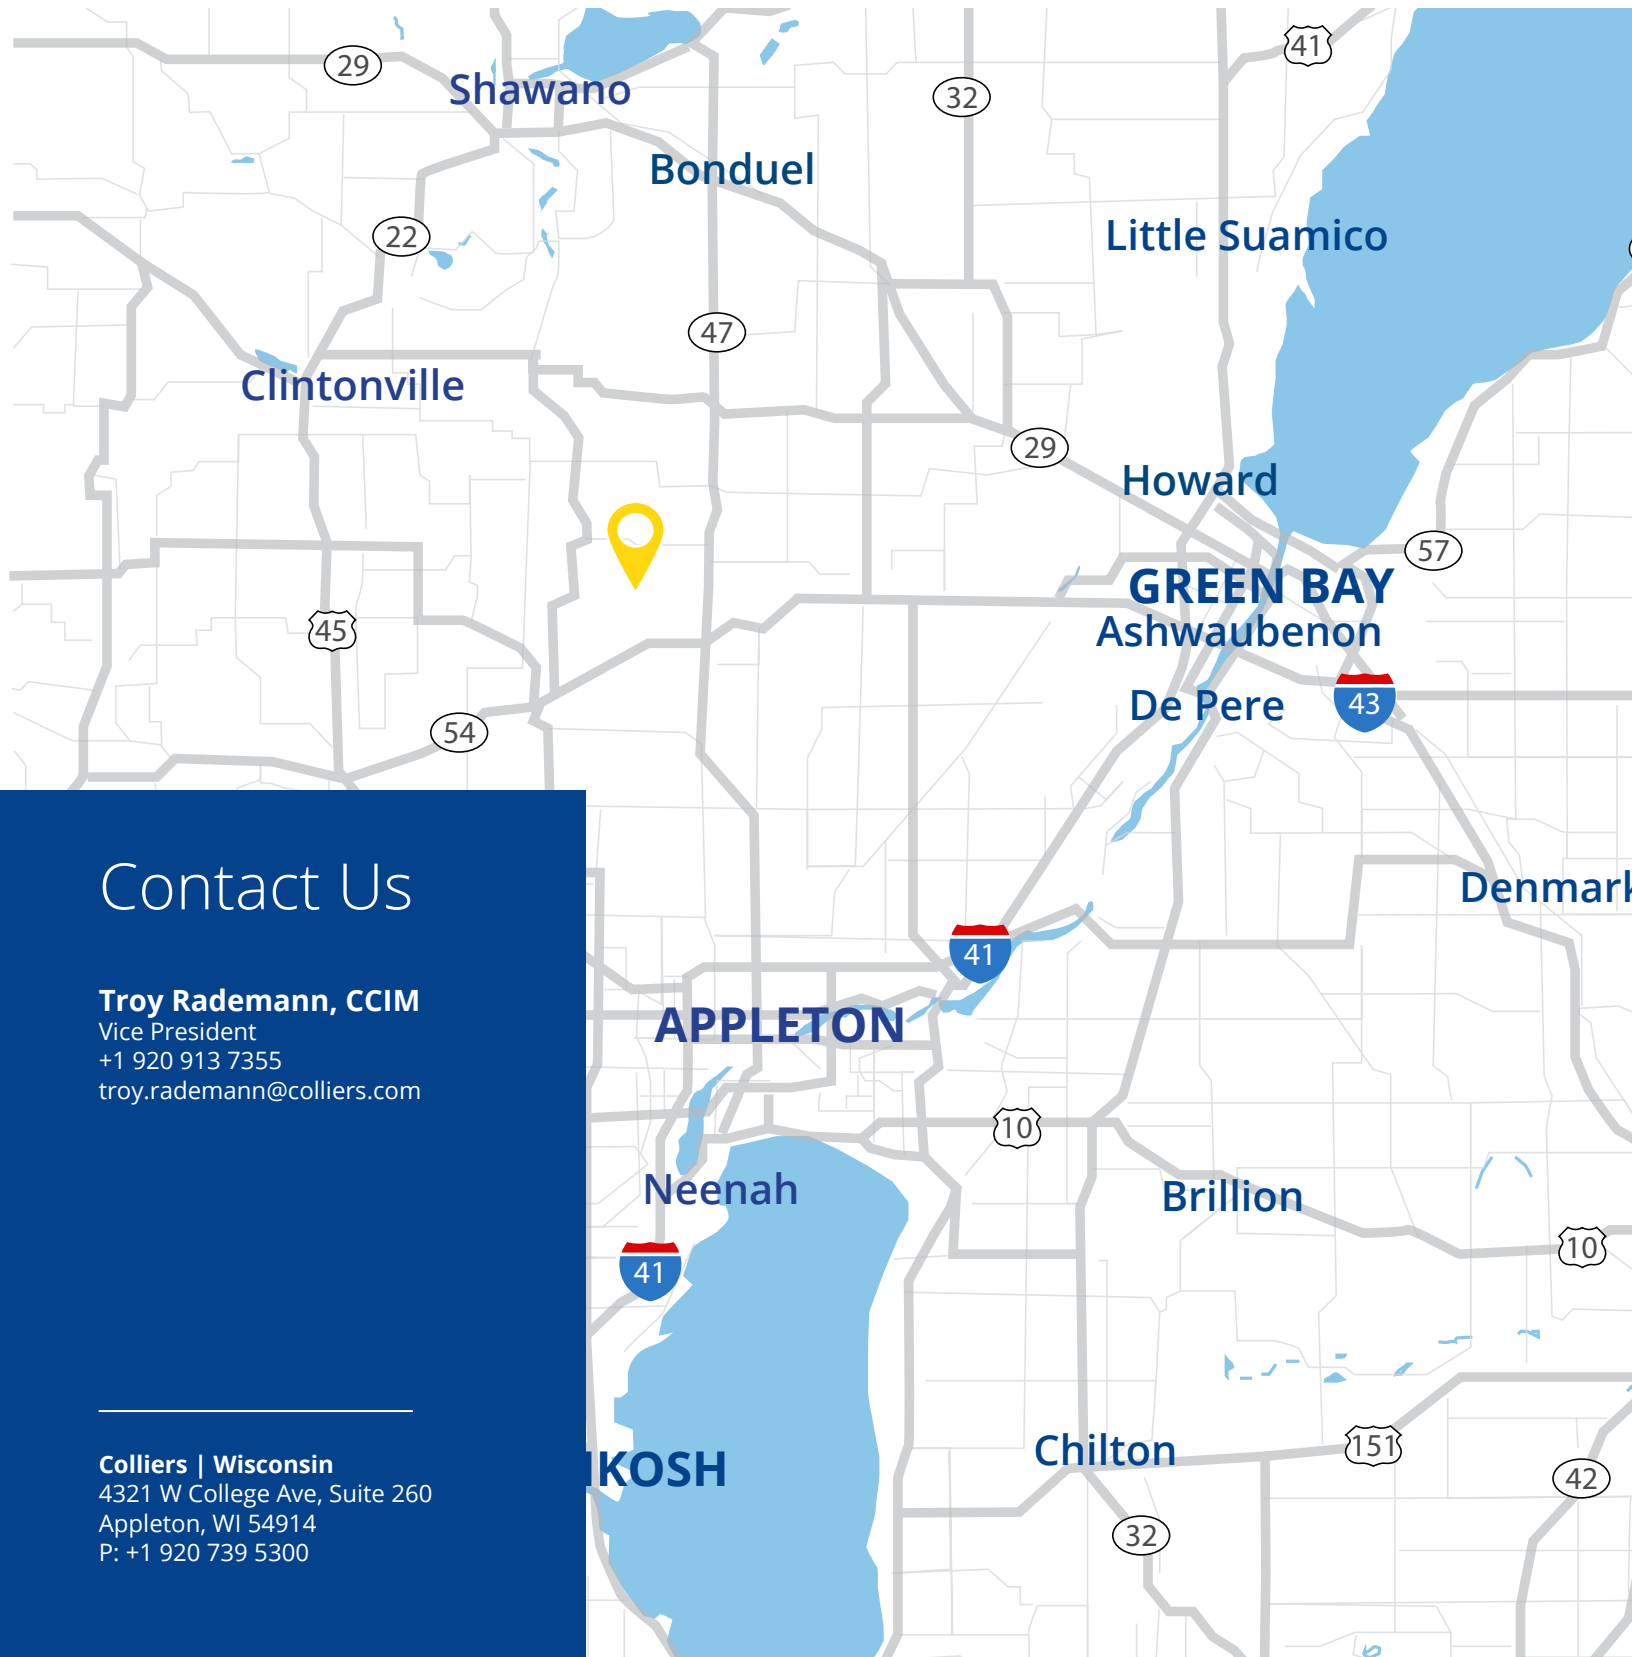 41
29
Shawano
32
Bonduel
22
Little Suamico
47
Clintonville
29
Howard
57
GREEN BAY
45
Ashwaubenon
De Pere
43
54
Contact Us
Denmark
41
Troy Rademann, CCIM
Vice President
+1 920 913 7355
troy.rademann@colliers.com
APPLETON
10
Neenah
Brillion
10
41
Colliers | Wisconsin
4321 W College Ave, Suite 260
Appleton, WI 54914
P: +1 920 739 5300
KOSH
Chilton
151
42
32